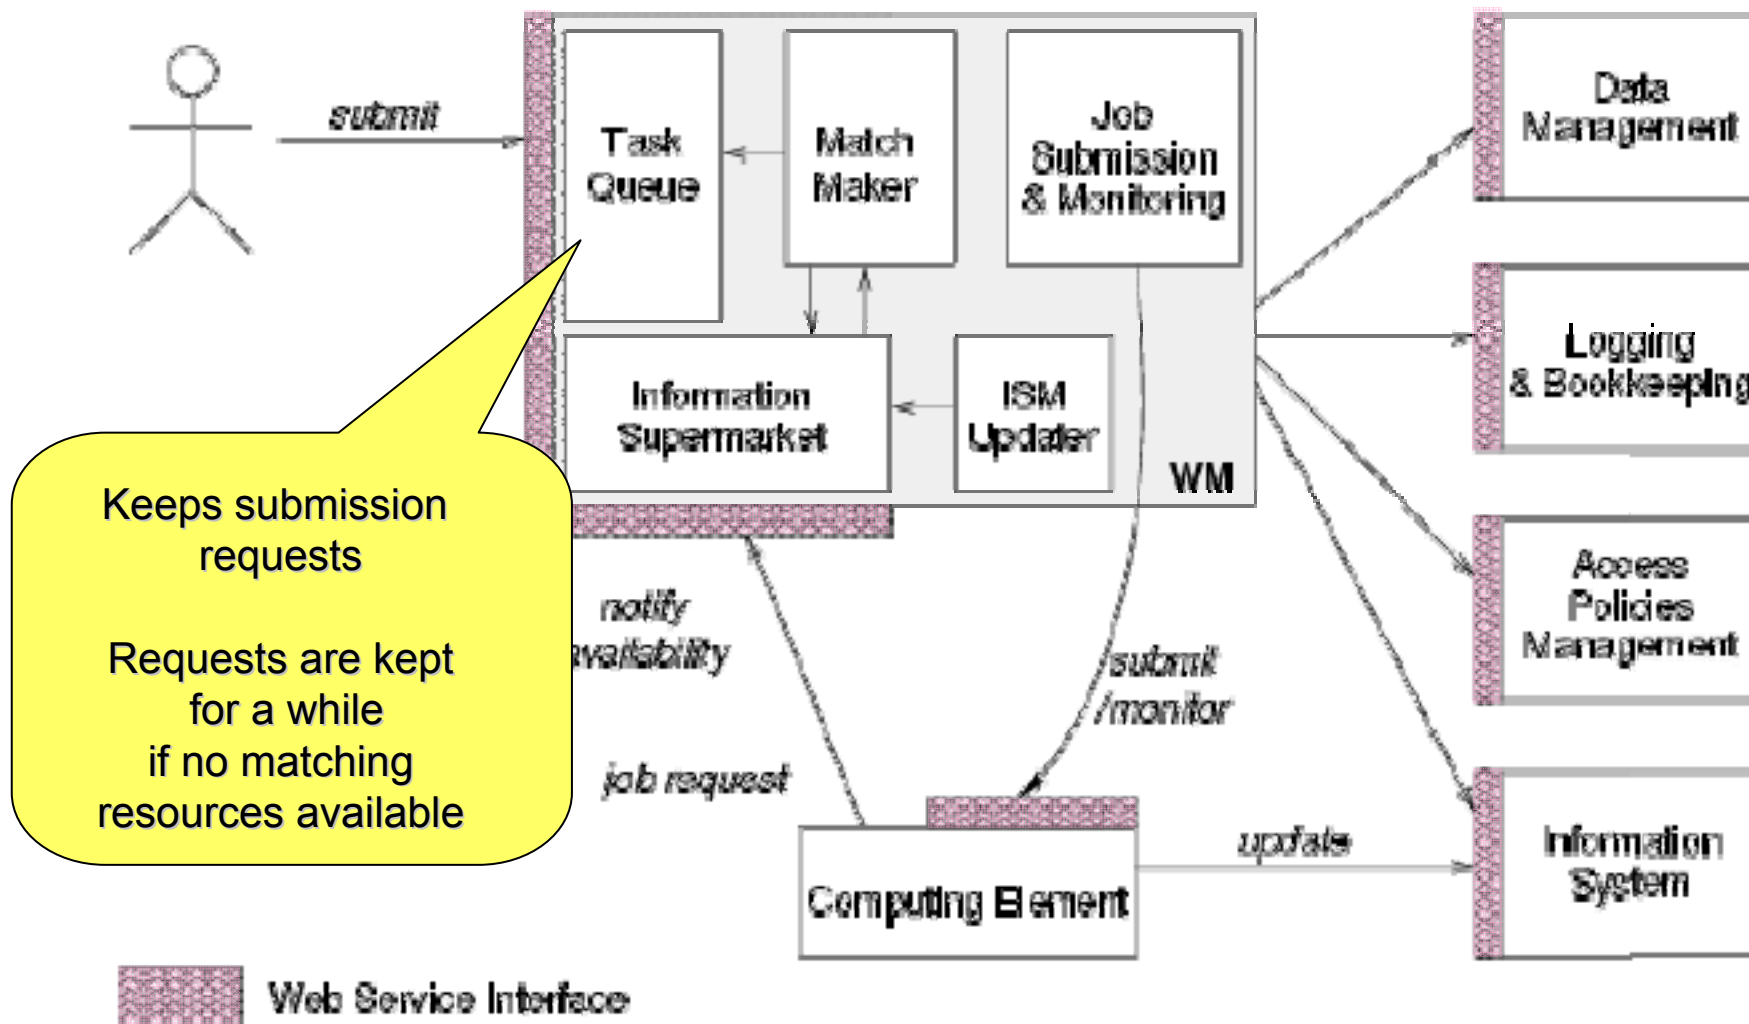 submit
Task
Queue
Match
Maker
Job
Submission
& Monitoring
Data
Management
Information
Supermarket
ISM
Updater
WM
Logging
& Bookkeeping
Keeps submission
requests
Requests are kept
for a while
if no matching
resources available
notify
availability
job request
submit
/monitor
Access
Policies
Management
Computing Element
update
Information
System
Web Service Interface